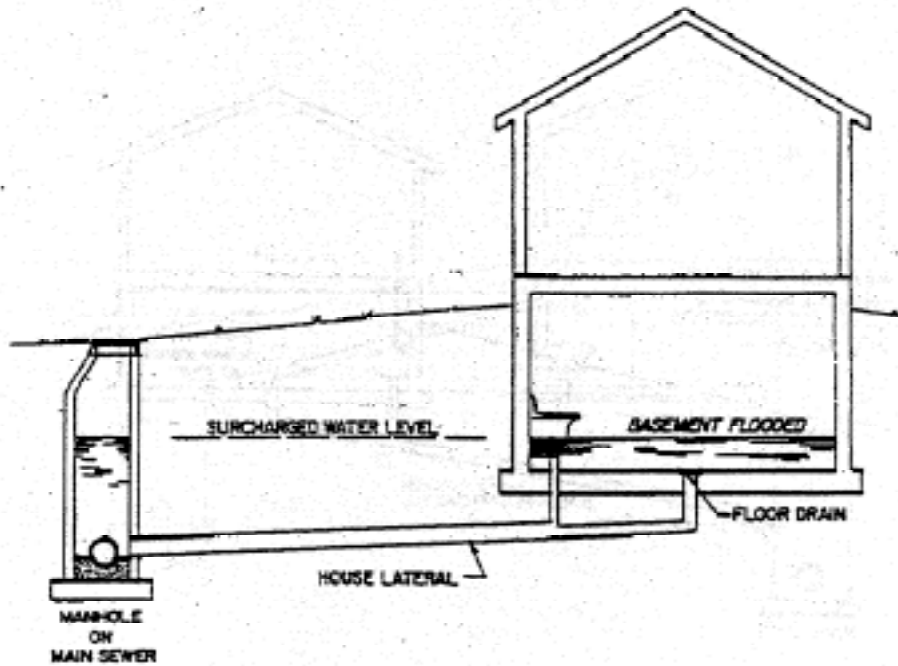 SURCHARGED WATER LEVEL
BASEMENT FLOODED
FLOOR DRAIN
HOUSE LATERAL
MANHOLE
ON
MAIN SEWER